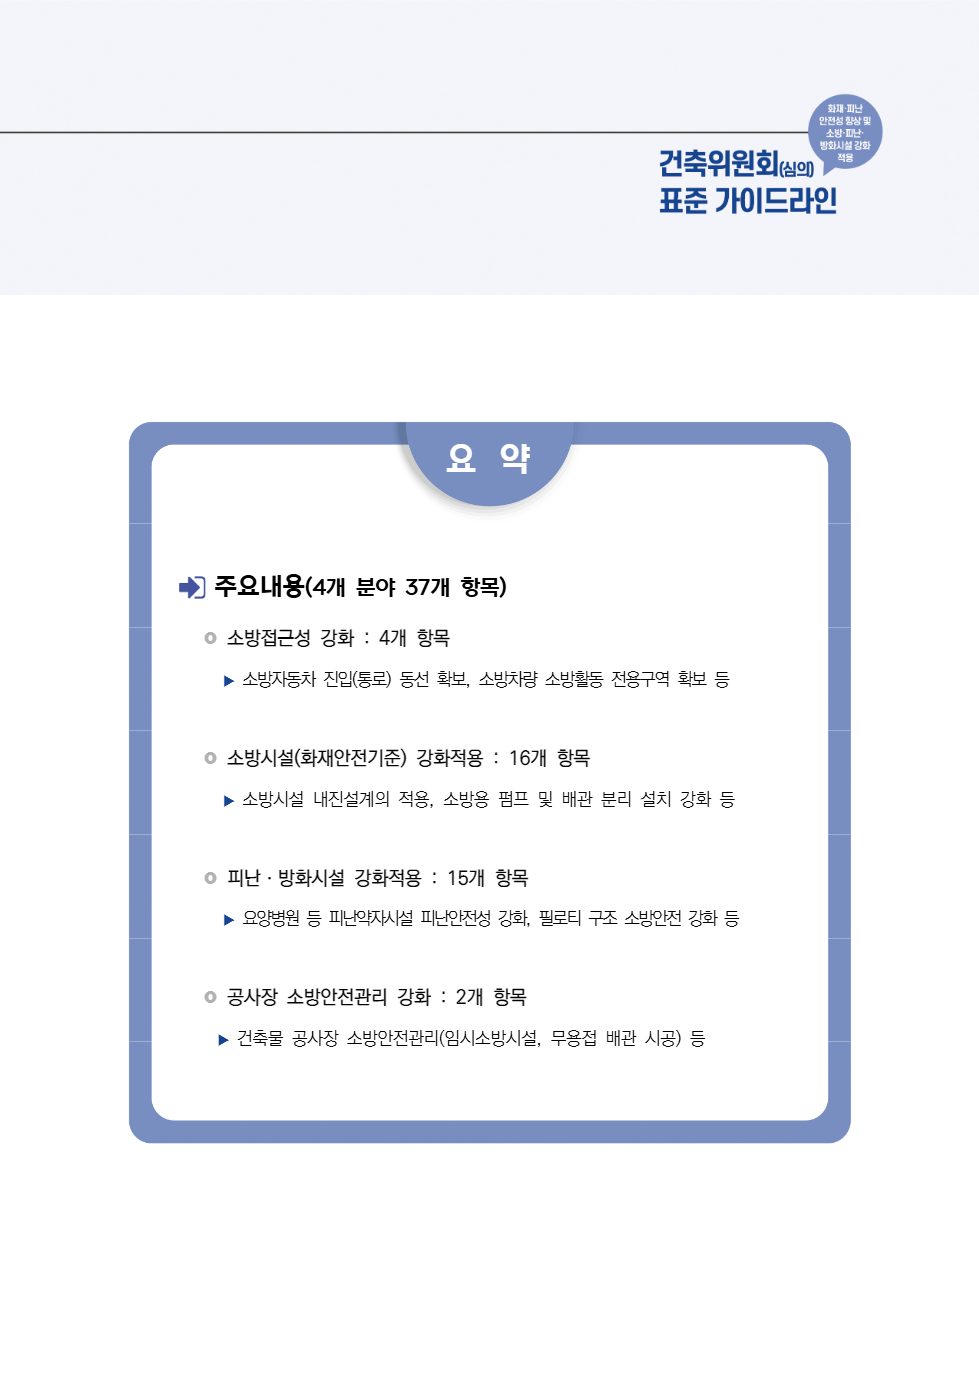 화재·피난
안전성 향상 및
소방·피난·
방화시설 강화
적용
건축위원회(심의)
표준 가이드라인
요 약
주요내용(4개 분야 37개 항목)
소방접근성 강화 : 4개 항목
▶ 소방자동차 진입(통로) 동선 확보, 소방차량 소방활동 전용구역 확보 등
소방시설(화재안전기준) 강화적용 : 16개 항목
▶ 소방시설 내진설계의 적용, 소방용 펌프 및 배관 분리 설치 강화 등
피난·방화시설 강화적용 : 15개 항목
▶ 요양병원 등 피난약자시설 피난안전성 강화, 필로티 구조 소방안전 강화 등
공사장 소방안전관리 강화 : 2개 항목
▶ 건축물 공사장 소방안전관리(임시소방시설, 무용접 배관 시공) 등